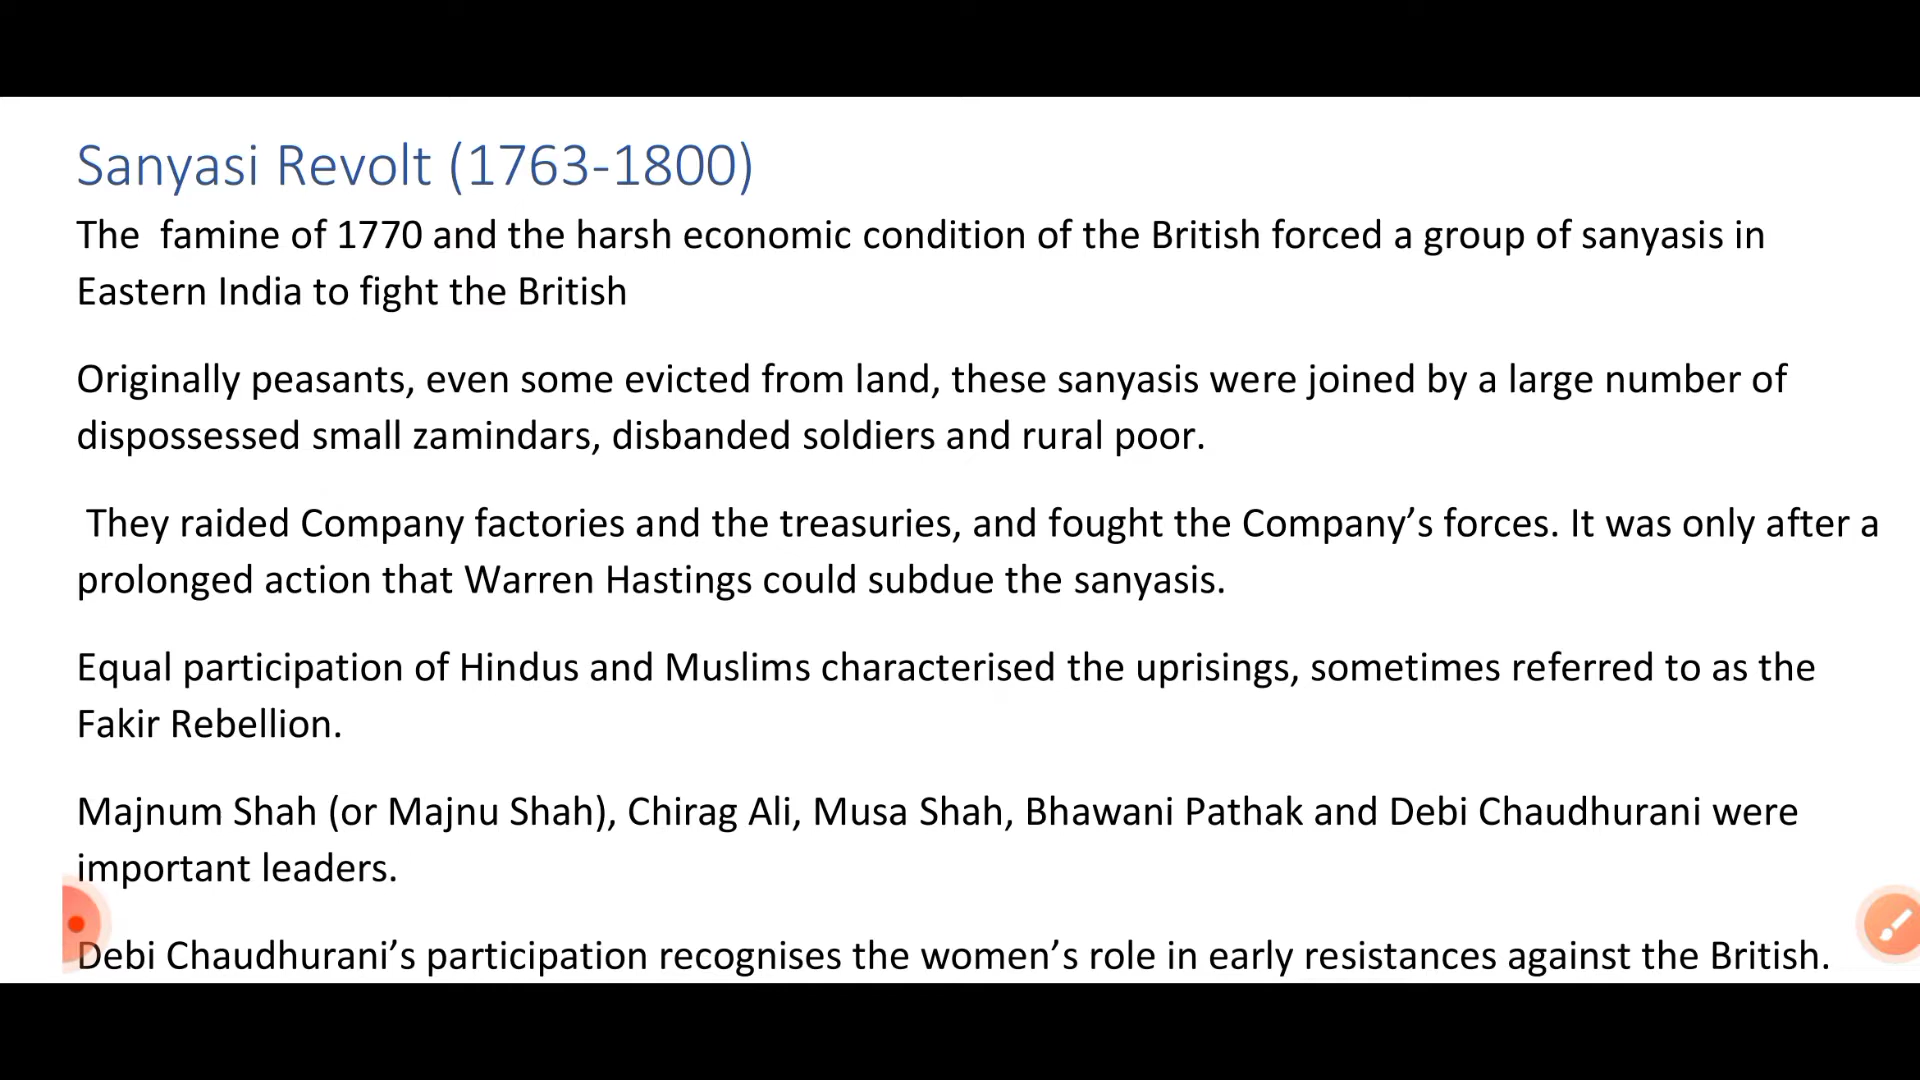 Sanyasi Revolt (1763-1800)
The famine of 1770 and the harsh economic condition of the British forced a group of sanyasis in
Eastern India to fight the British
Originally peasants, even some evicted from land, these sanyasis were joined by a large number of
dispossessed small zamindars, disbanded soldiers and rural poor.
They raided Company factories and the treasuries, and fought the Company’s forces. It was only after a
prolonged action that Warren Hastings could subdue the sanyasis.
Equal participation of Hindus and Muslims characterised the uprisings, sometimes referred to as the
Fakir Rebellion.
Majnum Shah (or Majnu Shah), Chirag Ali, Musa Shah, Bhawani Pathak and Debi Chaudhurani were
important leaders.
Debi Chaudhurani’s participation recognises the women’s role in early resistances against the British.